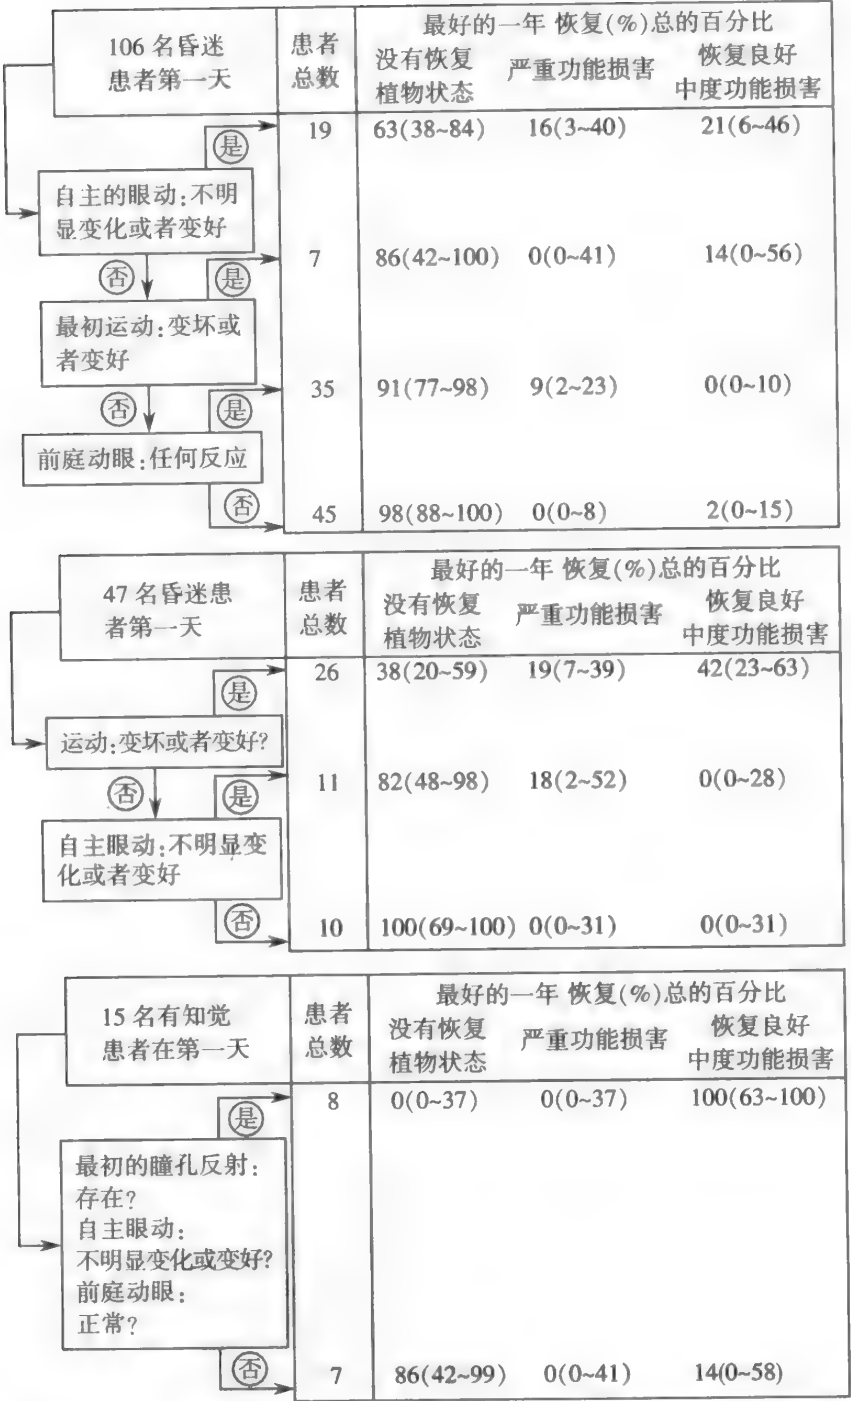 106 名昏迷
患者第一天
患者
总数
最好的一年 恢复(%)总的百分比
没有恢复
植物状态
严重功能损害
恢复良好
中度功能损害
是
19 63(38~84) 16(3~40) 21(6~46)
自主的眼动:不明
显变化或者变好
否 是
7 86(42~100) 0(0~41) 14(0~56)
最初运动:变坏或
者变好
否 是
35 91(77~98) 9(2~23) 0(0~10)
前庭动眼:任何反应
否
45 98(88~100) 0(0~8) 2(0~15)
47 名昏迷患
者第一天
患者
总数
最好的一年 恢复(%)总的百分比
没有恢复
植物状态
严重功能损害
恢复良好
中度功能损害
是
26 38(20~59) 19(7~39) 42(23~63)
运动:变坏或者变好?
否 是
11 82(48~98) 18(2~52) 0(0~28)
自主眼动:不明显变
化或者变好
否
10 100(69~100) 0(0~31) 0(0~31)
15 名有知觉
患者在第一天
患者
总数
最好的一年 恢复(%)总的百分比
没有恢复
植物状态
严重功能损害
恢复良好
中度功能损害
是
8 0(0~37) 0(0~37) 100(63~100)
最初的瞳孔反射:
存在?
自主眼动:
不明显变化或变好?
前庭动眼:
正常?
否
7 86(42~99) 0(0~41) 14(0~58)